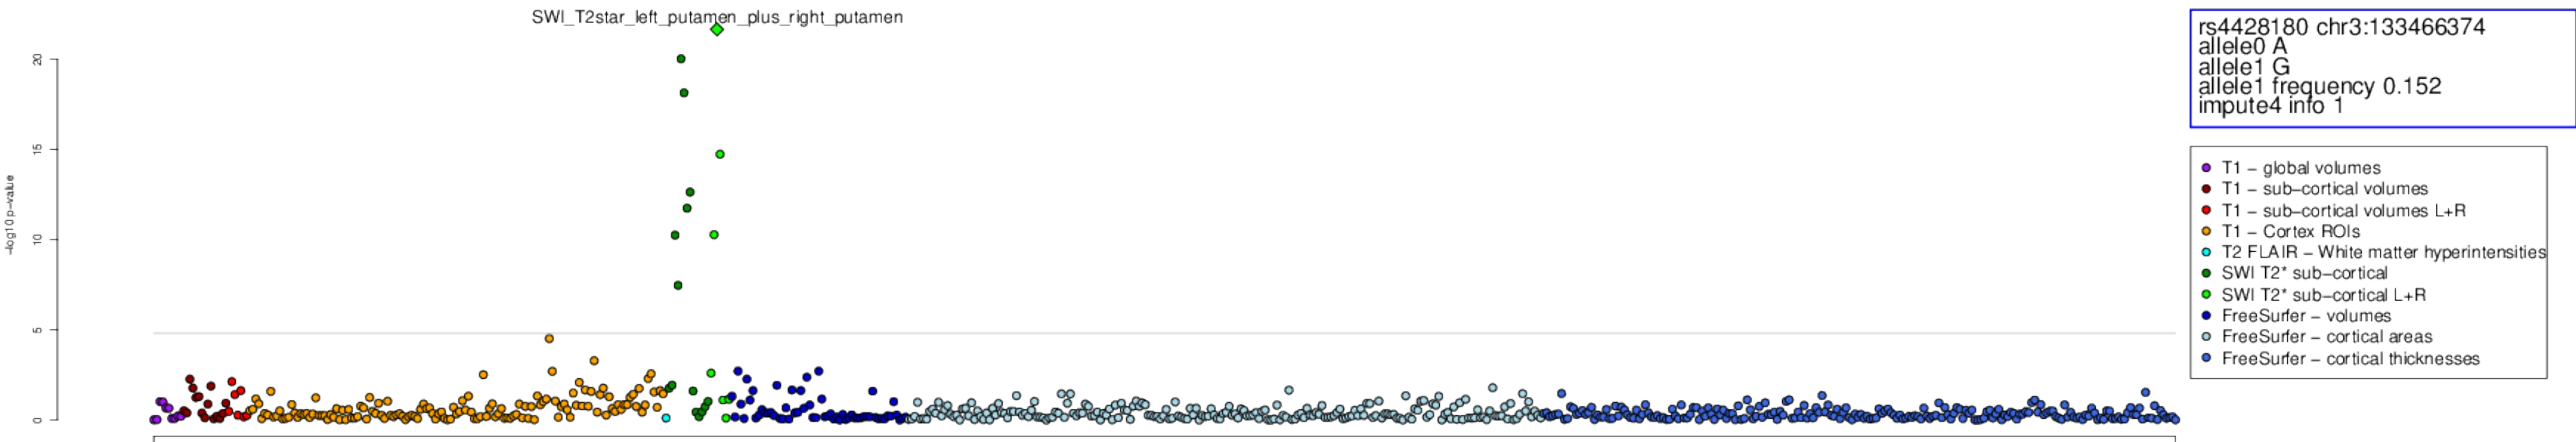 SWI_T2star_left_putamen_plus_right_putamen
20
15
10
5
0
−log10 p−value
rs4428180 chr3:133466374
allele0 A
allele1 G
allele1 frequency 0.152
impute4 info 1
T1 − global volumes
T1 − sub−cortical volumes
T1 − sub−cortical volumes L+R
T1 − Cortex ROIs
T2 FLAIR − White matter hyperintensities
SWI T2* sub−cortical
SWI T2* sub−cortical L+R
FreeSurfer − volumes
FreeSurfer − cortical areas
FreeSurfer − cortical thicknesses